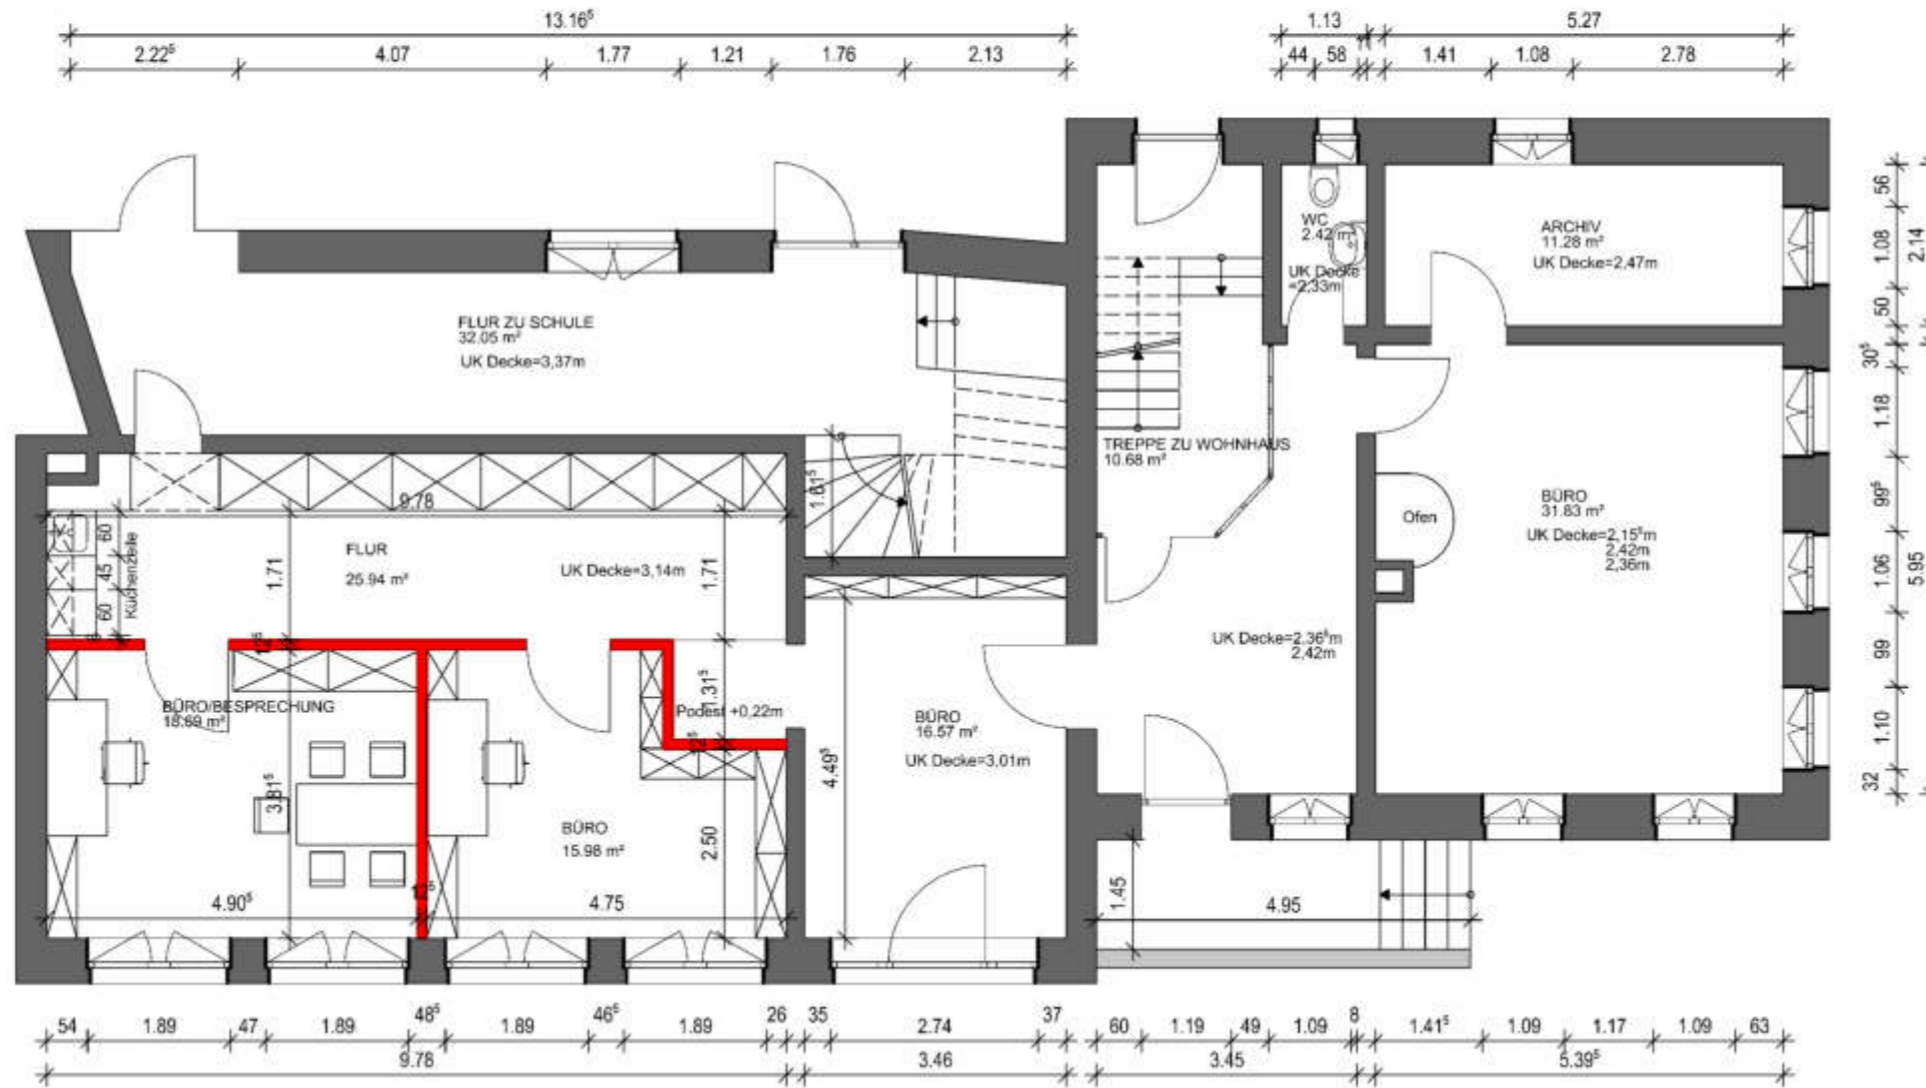 13.16⁵
1.13
5.27
2.22⁵
4.07
1.77
1.21
1.76
2.13
44
58
1.41
1.08
2.78
WC
2.42 m²
UK Decke
=2,33m
ARCHIV
11.28 m²
UK Decke=2,47m
56
1.08
50
2.14
FLUR ZU SCHULE
32.05 m²
UK Decke=3,37m
30⁵
1.18
99⁵
1.06
99
1.10
32
5.95
TREPPE ZU WOHNHAUS
10.68 m²
1.61⁵
9.78
BÜRO
31.83 m²
UK Decke=2,15⁵m
2,42m
2,36m
Ofen
60
45
60
Küchenzeile
1.71
FLUR
25.94 m²
UK Decke=3,14m
1.71
12⁵
UK Decke=2,36⁵m
2,42m
BÜRO/BESPRECHUNG
18.69 m²
1.31⁵
Podest +0,22m
12⁵
BÜRO
16.57 m²
UK Decke=3,01m
3.81⁵
4.49⁵
BÜRO
15.98 m²
2.50
12⁵
4.90⁵
4.75
1.45
4.95
54
1.89
47
1.89
48⁵
1.89
46⁵
1.89
26
35
2.74
37
60
1.19
49
1.09
8
1.41⁵
1.09
1.17
1.09
63
9.78
3.46
3.45
5.39⁵